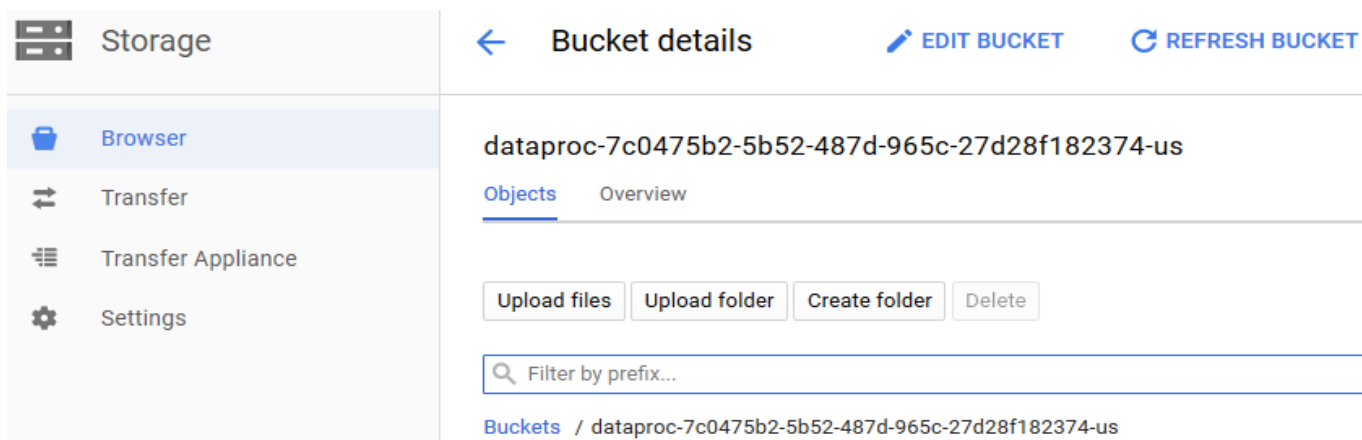 Storage
Bucket details
EDIT BUCKET
REFRESH BUCKET
Browser
Transfer
Transfer Appliance
Settings
dataproc-7c0475b2-5b52-487d-965c-27d28f182374-us
Objects Overview
Upload files Upload folder Create folder Delete
Filter by prefix...
Buckets / dataproc-7c0475b2-5b52-487d-965c-27d28f182374-us